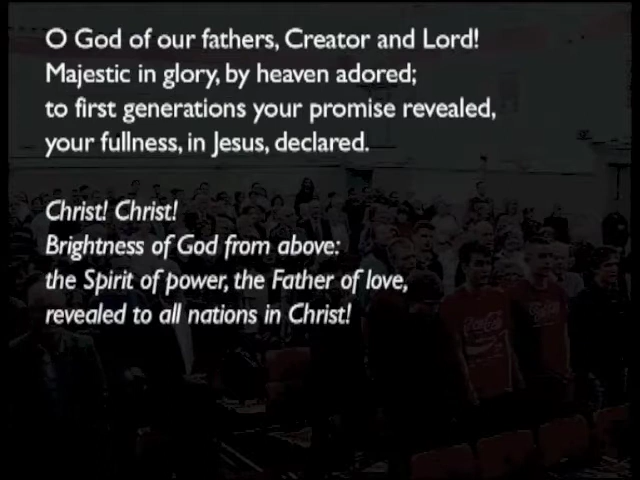 O God of our fathers, Creator and Lord!
Majestic in glory, by heaven adored;
to first generations your promise revealed,
your fullness, in Jesus, declared.
Christ! Christ!
Brightness of God from above:
the Spirit of power, the Father of love,
revealed to all nations in Christ!
Coca-Cola